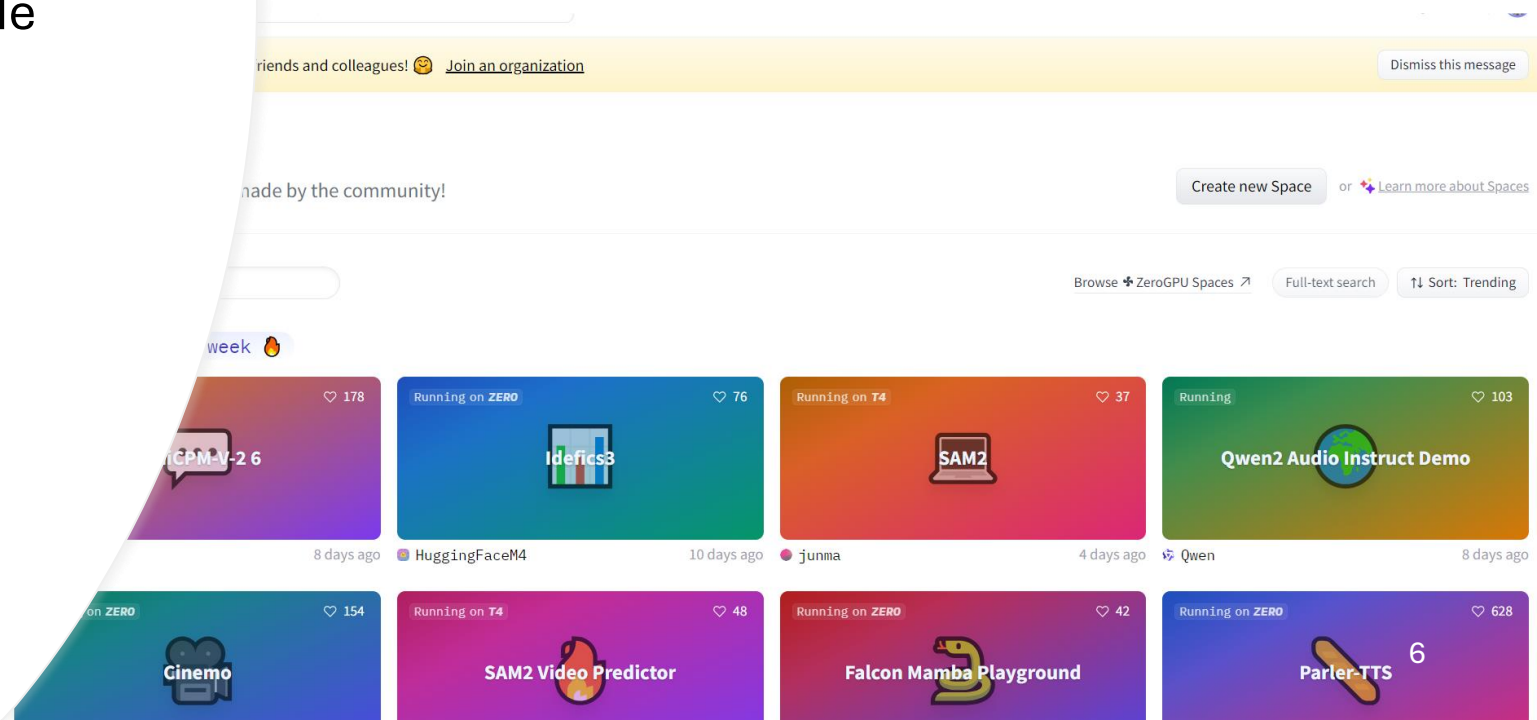 le
riends and colleagues! 🤗 Join an organization
Dismiss this message
made by the community!
Create new Space or Learn more about Spaces
Browse ZeroGPU Spaces ↗ Full-text search ↑↓ Sort: Trending
week 🔥
♡ 178
iCPM-V-2 6
8 days ago
Running on ZERO ♡ 76
Idefics3
HuggingFaceM4 10 days ago
Running on T4 ♡ 37
SAM2
junma 4 days ago
Running ♡ 103
Qwen2 Audio Instruct Demo
Qwen 8 days ago
on ZERO ♡ 154
Cinemo
Running on T4 ♡ 48
SAM2 Video Predictor
Running on ZERO ♡ 42
Falcon Mamba Playground
Running on ZERO ♡ 628
Parler-TTS
6